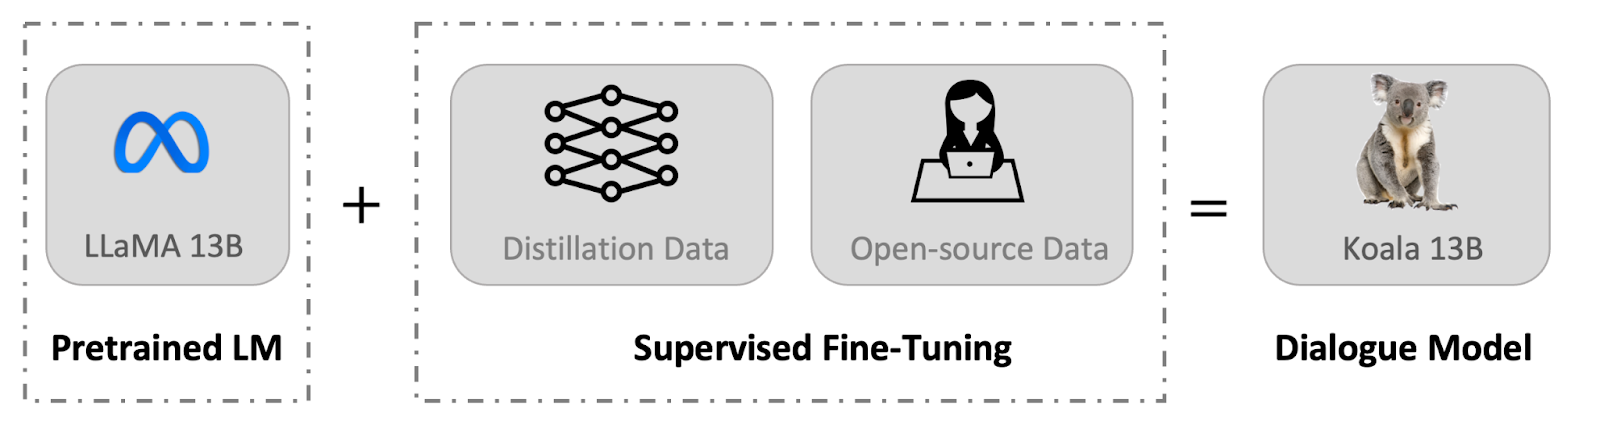 LLaMA 13B
Pretrained LM
+
Distillation Data
Open-source Data
Supervised Fine-Tuning
=
Koala 13B
Dialogue Model